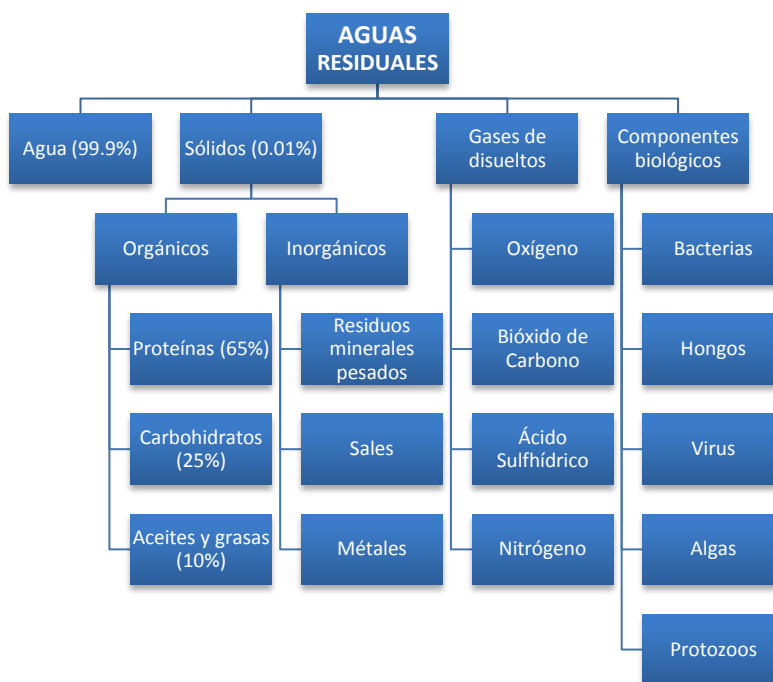 AGUAS
RESIDUALES
Agua (99.9%)
Sólidos (0.01%)
Gases de
disueltos
Componentes
biológicos
Orgánicos
Inorgánicos
Oxígeno
Bacterias
Proteínas (65%)
Residuos
minerales
pesados
Bióxido de
Carbono
Hongos
Carbohidratos
(25%)
Sales
Ácido
Sulfhídrico
Virus
Aceites y grasas
(10%)
Métales
Nitrógeno
Algas
Protozoos